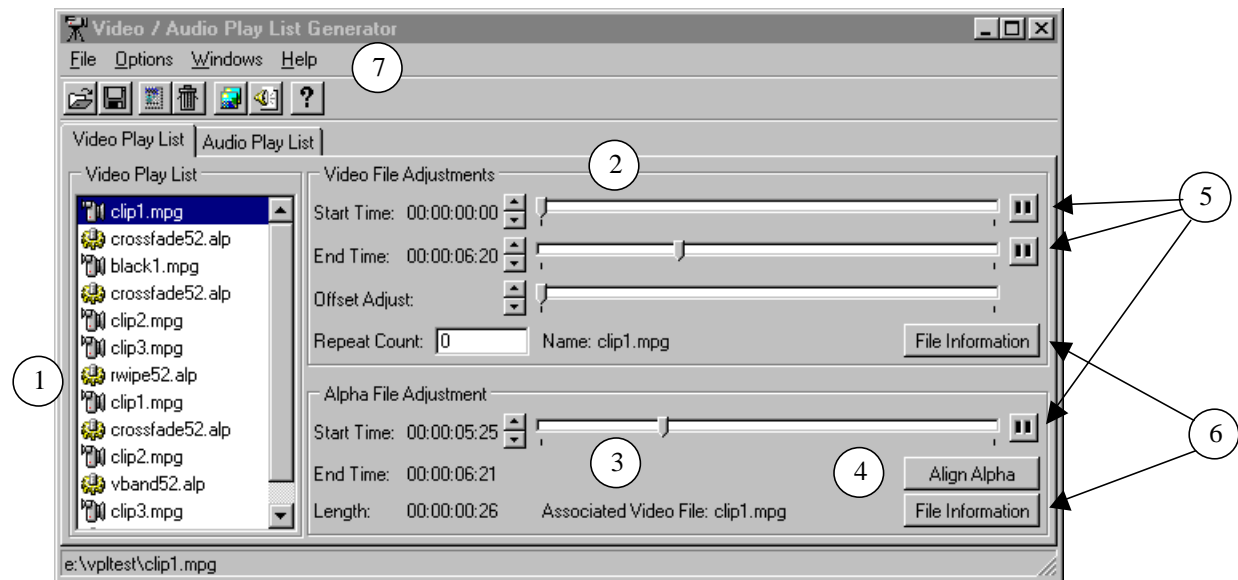 Video / Audio Play List Generator
File Options Windows Help
7
?
Video Play List Audio Play List
Video Play List
clip1.mpg
crossfade52.alp
black1.mpg
crossfade52.alp
clip2.mpg
clip3.mpg
rwipe52.alp
clip1.mpg
crossfade52.alp
clip2.mpg
vband52.alp
clip3.mpg
1
Video File Adjustments
2
Start Time: 00:00:00:00
End Time: 00:00:06:20
Offset Adjust:
Repeat Count: 0 Name: clip1.mpg File Information
5
Alpha File Adjustment
Start Time: 00:00:05:25
3
4
6
End Time: 00:00:06:21 Align Alpha
Length: 00:00:00:26 Associated Video File: clip1.mpg File Information
e:\vpltest\clip1.mpg